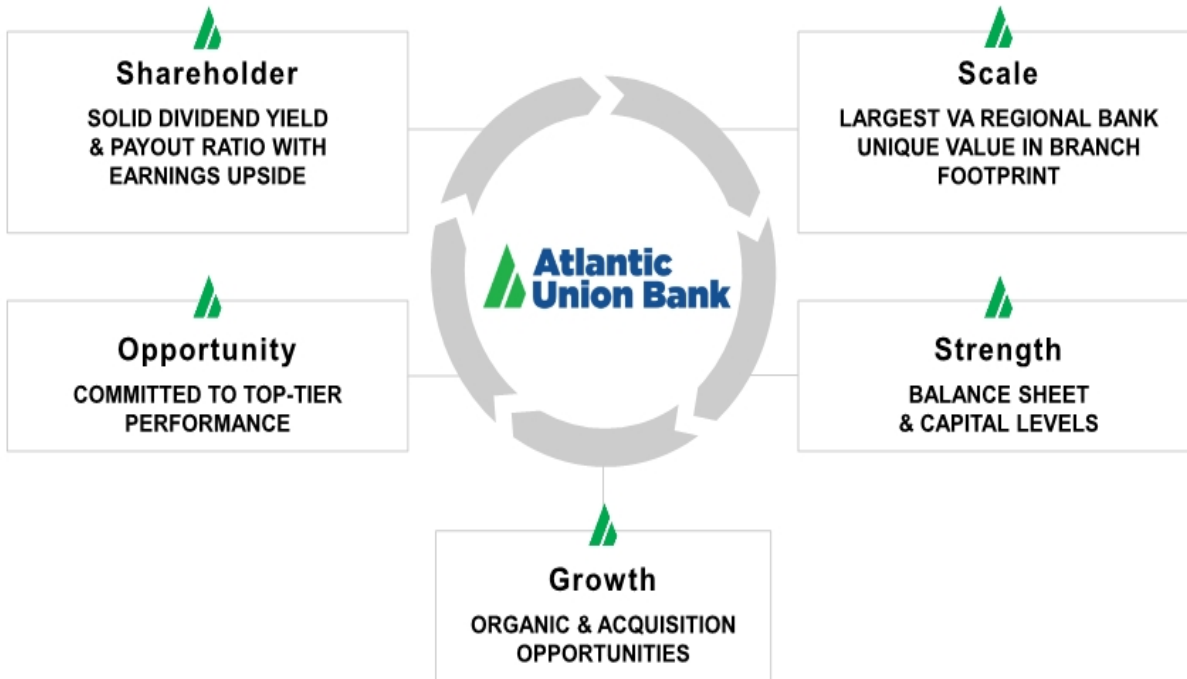 Shareholder
SOLID DIVIDEND YIELD
& PAYOUT RATIO WITH
EARNINGS UPSIDE
Scale
LARGEST VA REGIONAL BANK
UNIQUE VALUE IN BRANCH
FOOTPRINT
Atlantic
Union Bank
Opportunity
COMMITTED TO TOP-TIER
PERFORMANCE
Strength
BALANCE SHEET
& CAPITAL LEVELS
Growth
ORGANIC & ACQUISITION
OPPORTUNITIES